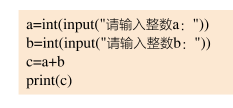 a=int(input("请输入整数a："))
b=int(input("请输入整数b："))
c=a+b
print(c)